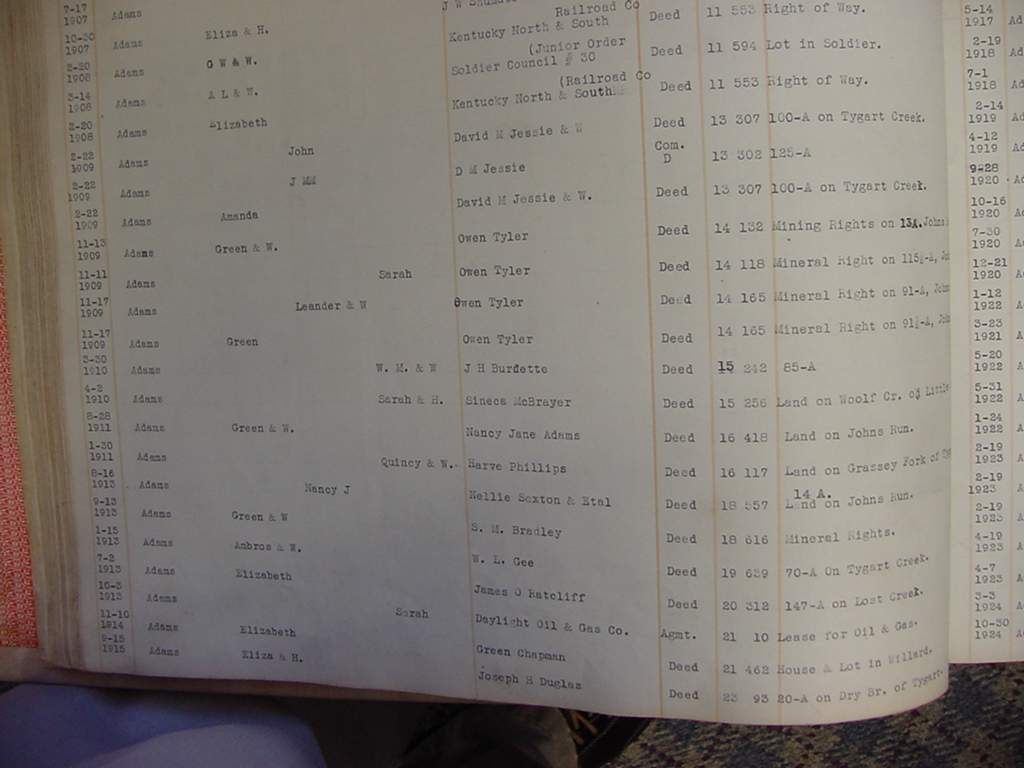 7-17 1907 Adams
10-30 1907 Adams Eliza & H. J W
Railroad Co
2-20 1908 Adams G W & W. Kentucky North & South Deed 11 553 Right of Way.
(Junior Order
3-14 1908 Adams A L & W. Soldier Council # 30 Deed 11 594 Lot in Soldier.
(Railroad Co
2-20 1908 Adams Elizabeth Kentucky North & South Deed 11 553 Right of Way.
2-22 1909 Adams John David M Jessie & W Deed 13 307 100-A on Tygart Creek.
2-22 1909 Adams J MM D M Jessie Com. D 13 302 125-A
2-22 1909 Adams Amanda David M Jessie & W. Deed 13 307 100-A on Tygart Creek.
11-13 1909 Adams Green & W. Owen Tyler Deed 14 132 Mining Rights on 13A. Johns
11-11 1909 Adams Sarah Owen Tyler Deed 14 118 Mineral Right on 115½-A,
11-17 1909 Adams Leander & W Owen Tyler Deed 14 165 Mineral Right on 91-A,
11-17 1909 Adams Green Owen Tyler Deed 14 165 Mineral Right on 91½-A,
3-30 1910 Adams W. M. & W J H Burdette Deed 15 242 85-A
4-2 1910 Adams Sarah & H. Sineca McBrayer Deed 15 256 Land on Woolf Cr. of Little
8-28 1911 Adams Green & W. Nancy Jane Adams Deed 16 418 Land on Johns Run.
1-30 1911 Adams Quincy & W. Harve Phillips Deed 16 117 Land on Grassey Fork of
14 A.
8-16 1913 Adams Nancy J Nellie Sexton & Etal Deed 18 557 Land on Johns Run.
9-13 1913 Adams Green & W S. M. Bradley Deed 18 616 Mineral Rights.
1-15 1913 Adams Ambros & W. W. L. Gee Deed 19 639 70-A On Tygart Creek.
7-2 1913 Adams Elizabeth James O Ratcliff Deed 20 312 147-A on Lost Creek.
10-3 1913 Adams Sarah Daylight Oil & Gas Co. Agmt. 21 10 Lease for Oil & Gas.
11-10 1914 Adams Elizabeth Green Chapman Deed 21 462 House & Lot in Willard.
9-15 1915 Adams Eliza & H. Joseph H Dugles Deed 23 93 20-A on Dry Br. of Tygart.
5-14 1917
2-19 1918
7-1 1918
2-14 1919
4-12 1919
9-28 1920
10-16 1920
7-30 1920
12-21 1920
1-12 1922
3-23 1921
5-20 1922
5-31 1922
1-24 1922
2-19 1923
2-19 1923
2-19 1923
4-19 1923
4-7 1923
3-3 1924
10-30 1924